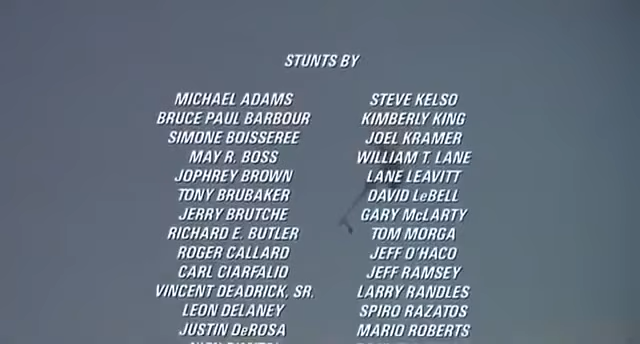 STUNTS BY
MICHAEL ADAMS STEVE KELSO
BRUCE PAUL BARBOUR KIMBERLY KING
SIMONE BOISSEREE JOEL KRAMER
MAY R. BOSS WILLIAM T. LANE
JOPHREY BROWN LANE LEAVITT
TONY BRUBAKER DAVID LeBELL
JERRY BRUTCHE GARY McLARTY
RICHARD E. BUTLER TOM MORGA
ROGER CALLARD JEFF O'HACO
CARL CIARFALIO JEFF RAMSEY
VINCENT DEADRICK, SR. LARRY RANDLES
LEON DELANEY SPIRO RAZATOS
JUSTIN DeROSA MARIO ROBERTS